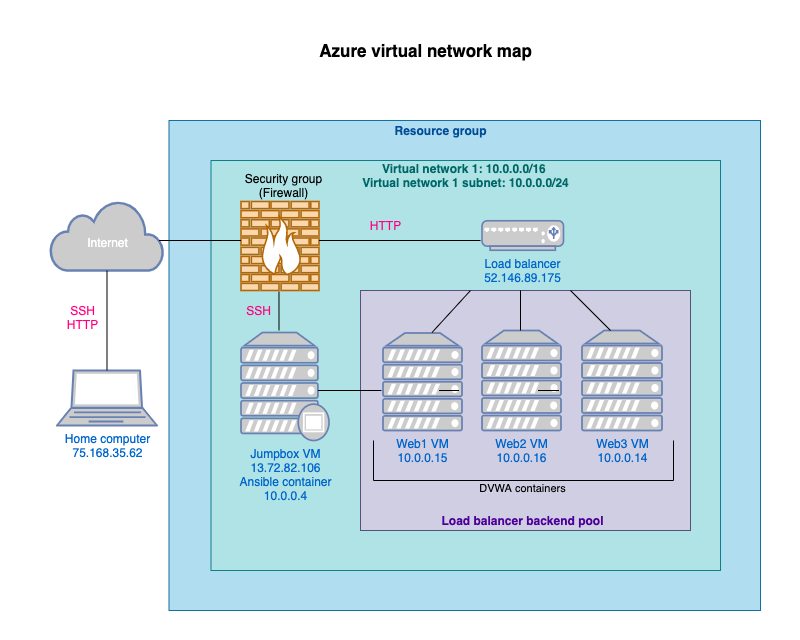 Azure virtual network map
Resource group
Virtual network 1: 10.0.0.0/16
Virtual network 1 subnet: 10.0.0.0/24
Security group
(Firewall)
Internet
HTTP
Load balancer
52.146.89.175
SSH
HTTP
SSH
Home computer
75.168.35.62
Jumpbox VM
13.72.82.106
Ansible container
10.0.0.4
Web1 VM
10.0.0.15
Web2 VM
10.0.0.16
Web3 VM
10.0.0.14
DVWA containers
Load balancer backend pool